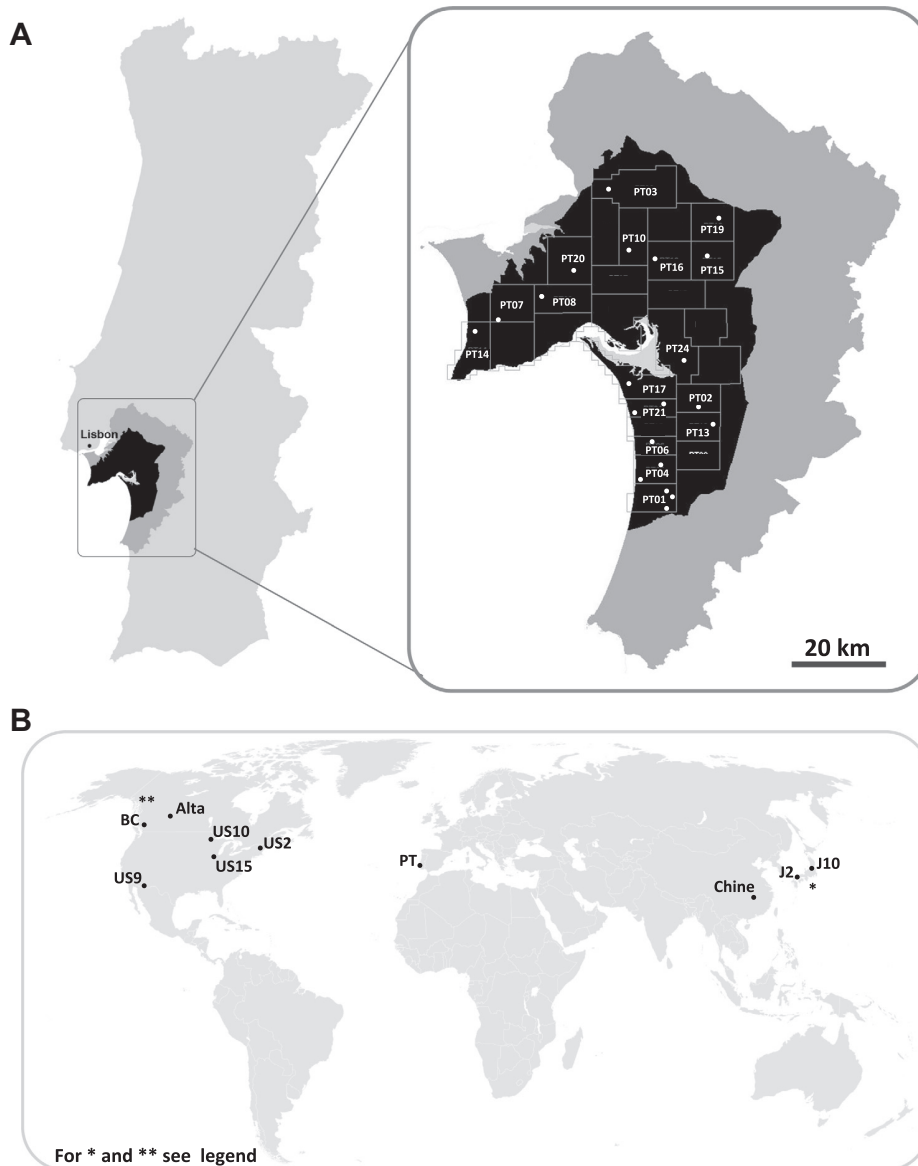 A
Lisbon
PT03
PT19
PT10
PT20
PT16
PT15
PT07
PT08
PT14
PT24
PT17
PT02
PT21
PT13
PT06
PT04
PT01
20 km
B
**
Alta
BC
US10
US2
US15
US9
PT
J10
J2
*
Chine
For * and ** see legend